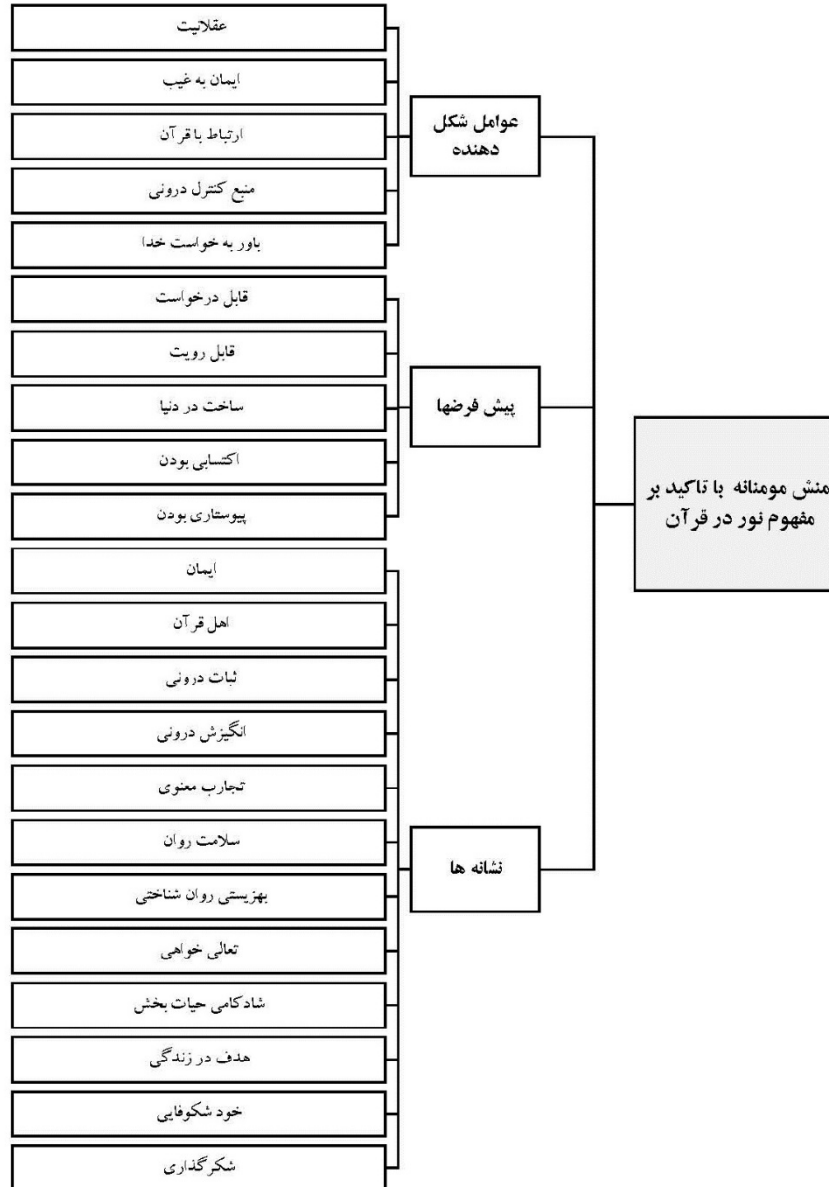 منش مومنانه با تاکید بر
مفهوم نور در قرآن
عوامل شکل
دهنده
عقلانیت
ایمان به غیب
ارتباط با قرآن
منبع کنترل درونی
باور به خواست خدا
پیش فرضها
قابل درخواست
قابل رویت
ساخت در دنیا
اکتسابی بودن
پیوستاری بودن
نشانه ها
ایمان
اهل قرآن
ثبات درونی
انگیزش درونی
تجارب معنوی
سلامت روان
بهزیستی روان شناختی
تعالی خواهی
شادکامی حیات بخش
هدف در زندگی
خود شکوفایی
شکرگذاری